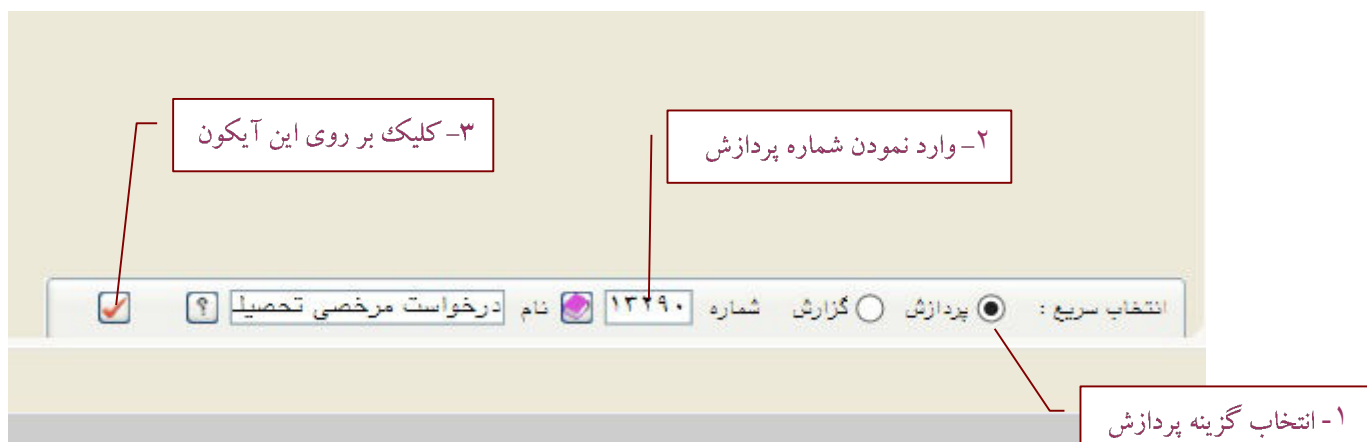 ۳- کلیک بر روی این آیکون
۲- وارد نمودن شماره پردازش
انتخاب سریع : پردازش گزارش شماره ۱۳۲۹۰ نام درخواست مرخصی تحصیل ؟
۱- انتخاب گزینه پردازش